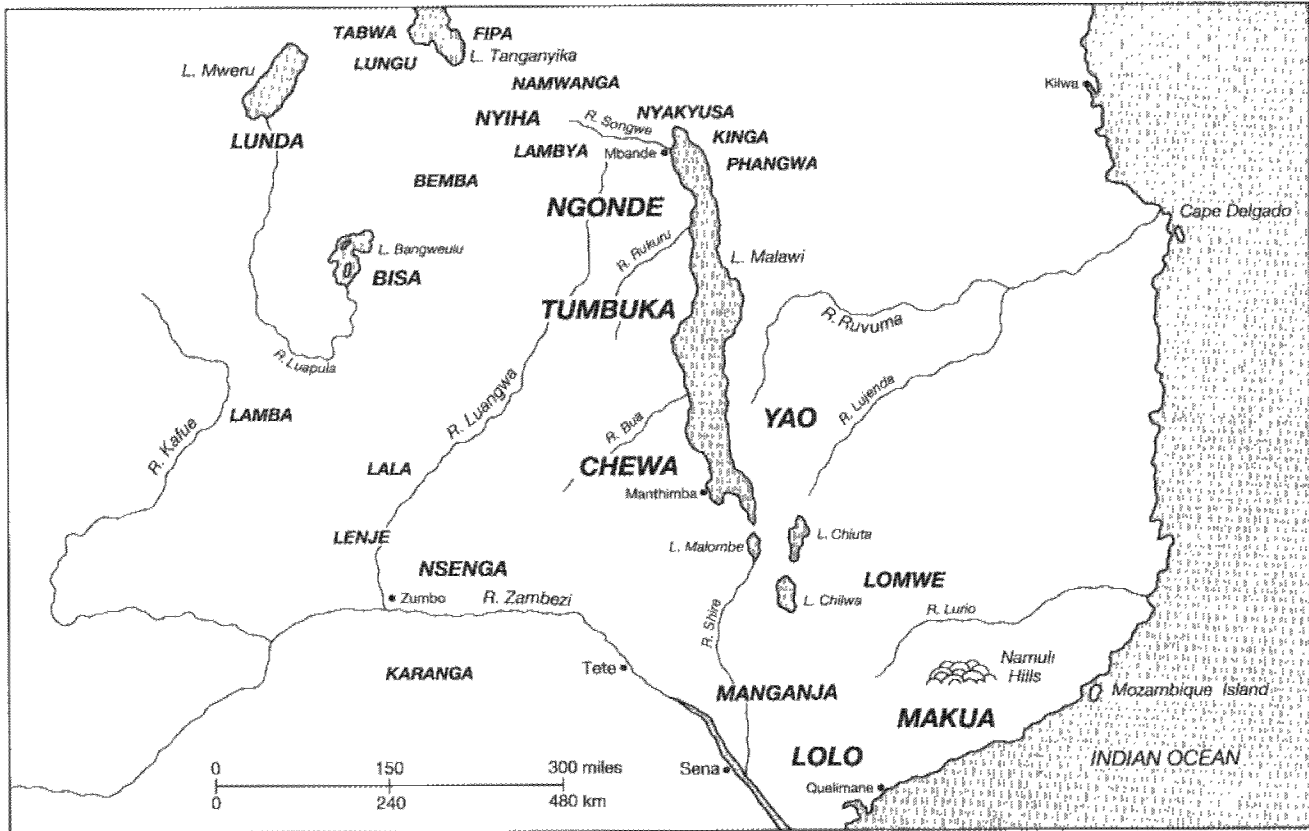 TABWA
FIPA
L. Tanganyika
LUNGU
L. Mweru
NAMWANGA
Kilwa
NYIHA
R. Songwe
NYAKYUSA
LUNDA
KINGA
LAMBYA
Mbande
PHANGWA
BEMBA
NGONDE
Cape Delgado
R. Rukuru
L. Bangweulu
L. Malawi
BISA
TUMBUKA
R. Ruvuma
R. Luapula
R. Luangwa
R. Lujenda
LAMBA
YAO
R. Bua
R. Kafue
LALA
CHEWA
Manthimba
LENJE
L. Malombe
L. Chiuta
NSENGA
LOMWE
Zumbo
R. Zambezi
L. Chilwa
R. Lurio
R. Shire
KARANGA
Tete
Namuli
Hills
MANGANJA
Mozambique Island
MAKUA
LOLO
INDIAN OCEAN
0 150 300 miles
0 240 480 km
Sena
Quelimane